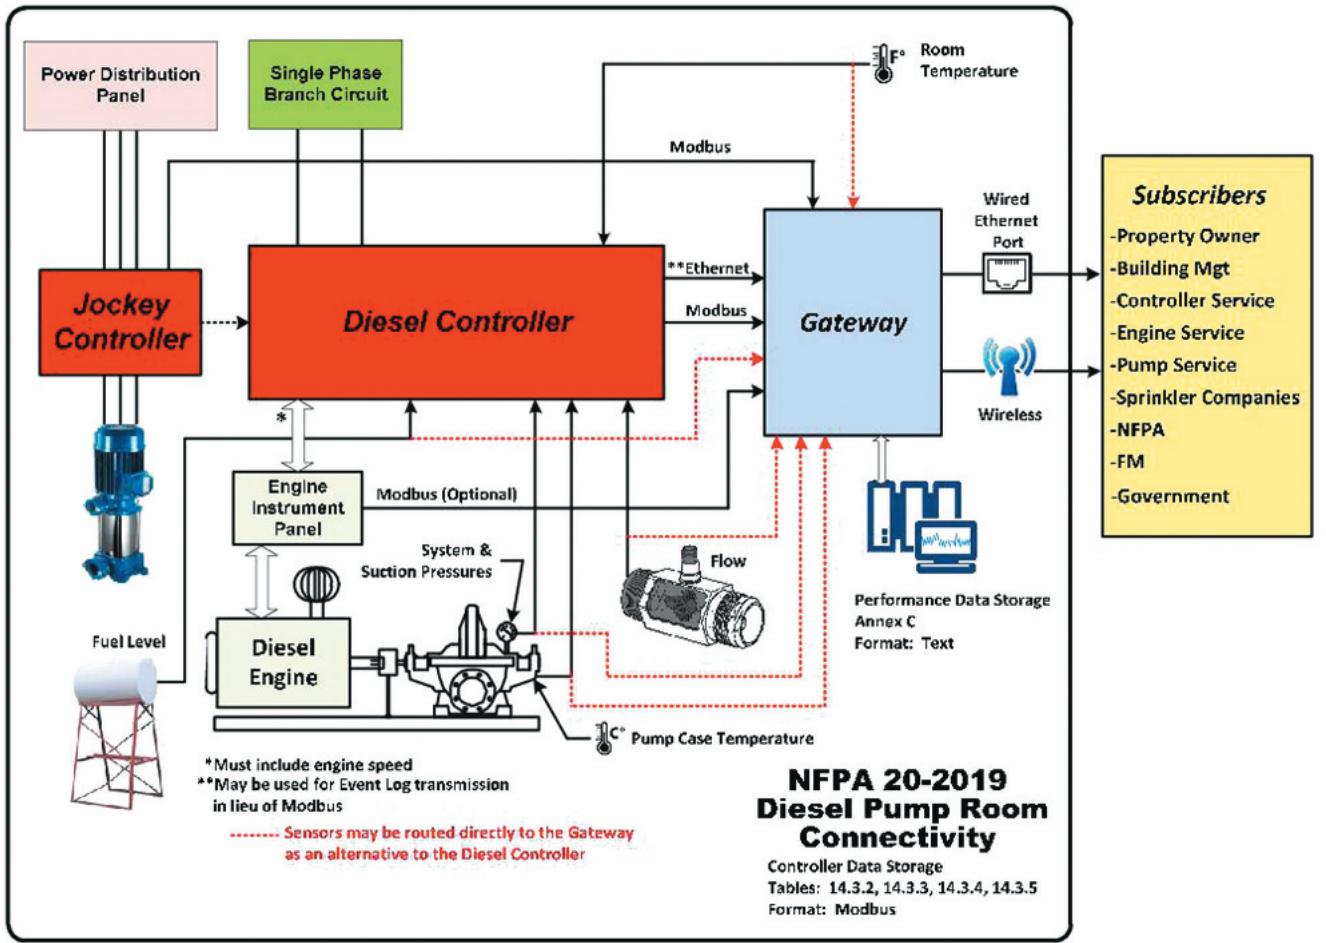 Power Distribution
Panel
Single Phase
Branch Circuit
F°
Room
Temperature
Modbus
Wired
Ethernet
Port
Subscribers
-Property Owner
-Building Mgt
-Controller Service
-Engine Service
-Pump Service
-Sprinkler Companies
-NFPA
-FM
-Government
Jockey
Controller
Diesel Controller
**Ethernet
Modbus
Gateway
Wireless
*
Engine
Instrument
Panel
Modbus (Optional)
System &
Suction Pressures
Flow
Performance Data Storage
Annex C
Format: Text
Fuel Level
Diesel
Engine
C°
Pump Case Temperature
*Must include engine speed
**May be used for Event Log transmission
in lieu of Modbus
Sensors may be routed directly to the Gateway
as an alternative to the Diesel Controller
NFPA 20-2019
Diesel Pump Room
Connectivity
Controller Data Storage
Tables: 14.3.2, 14.3.3, 14.3.4, 14.3.5
Format: Modbus